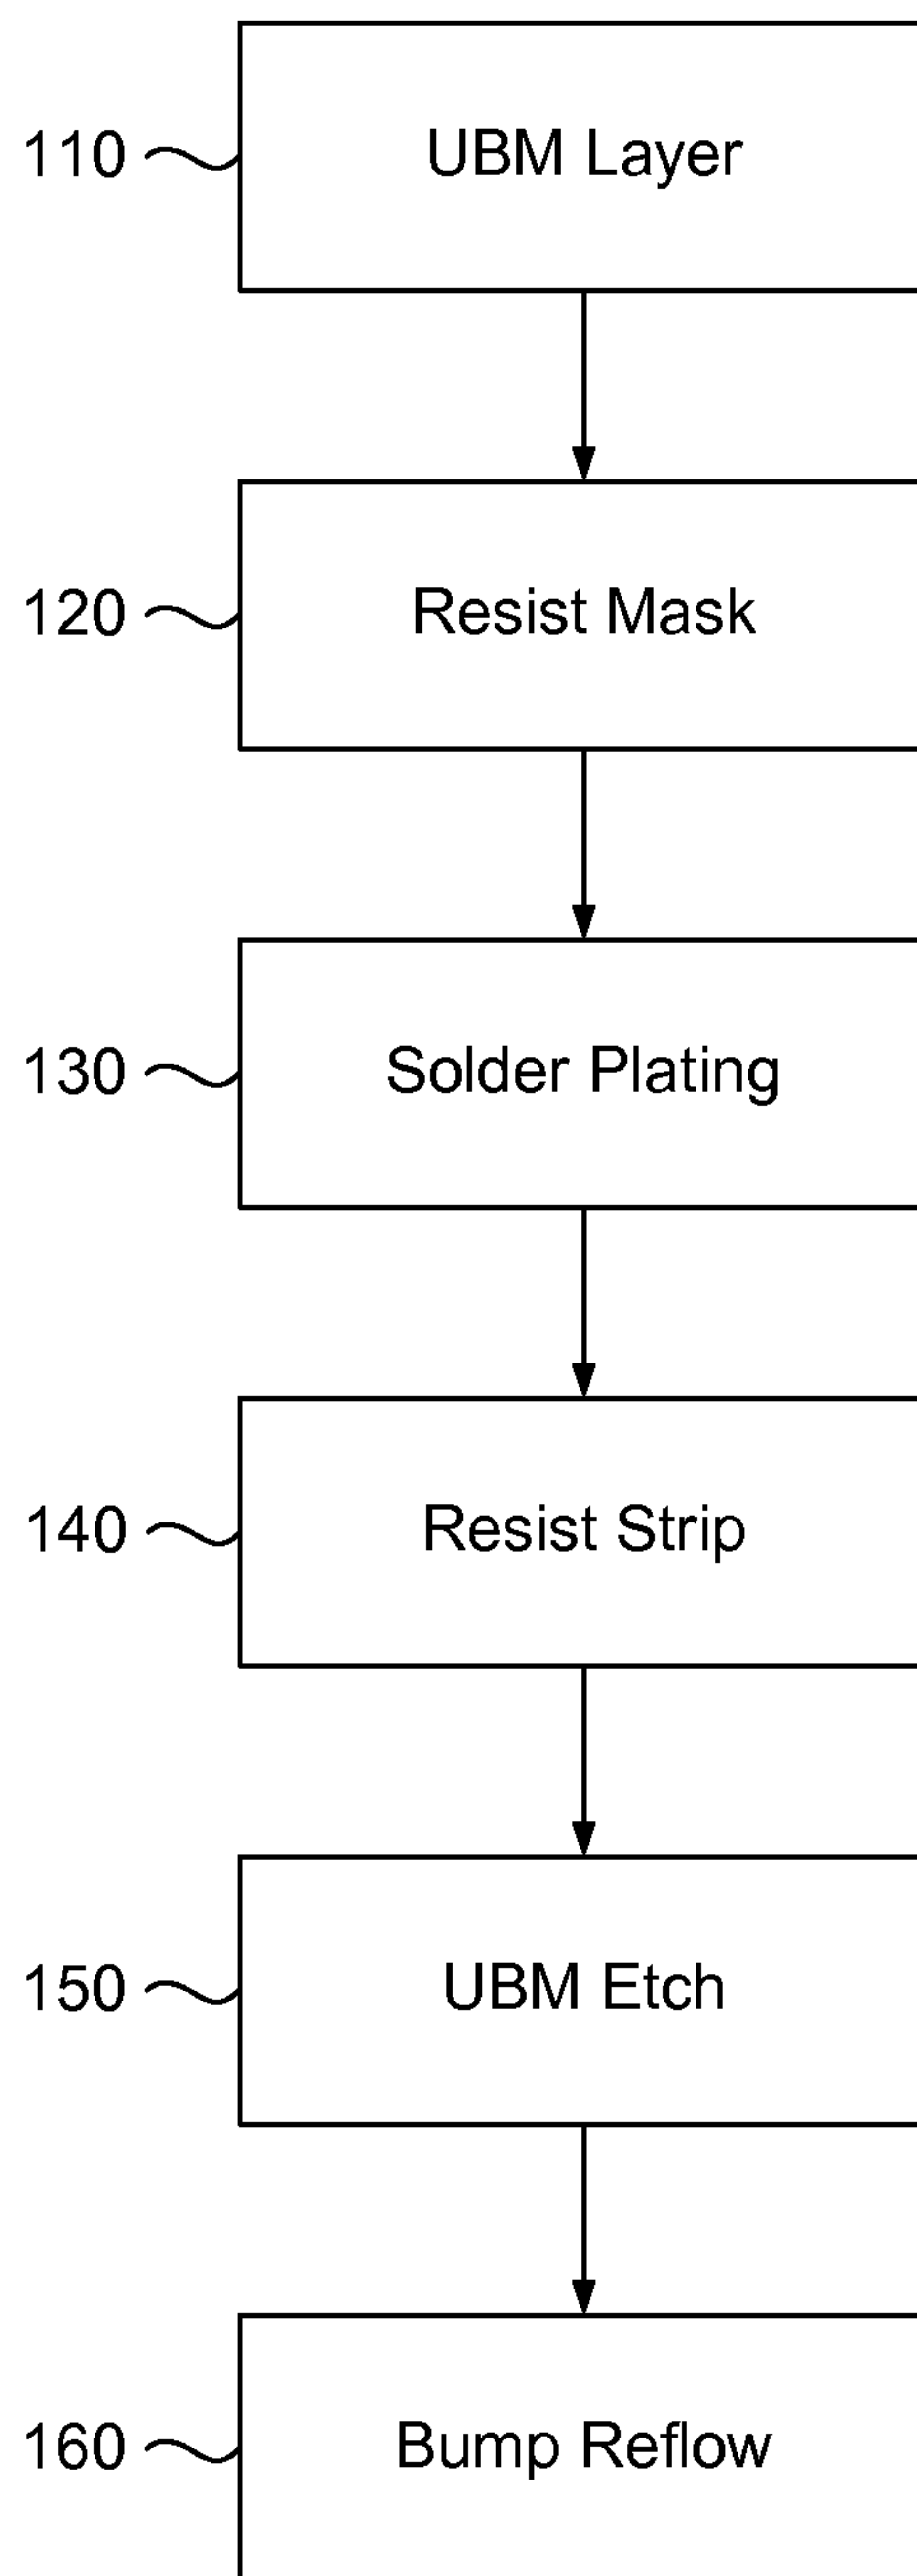 110 UBM Layer
120 Resist Mask
130 Solder Plating
140 Resist Strip
150 UBM Etch
160 Bump Reflow